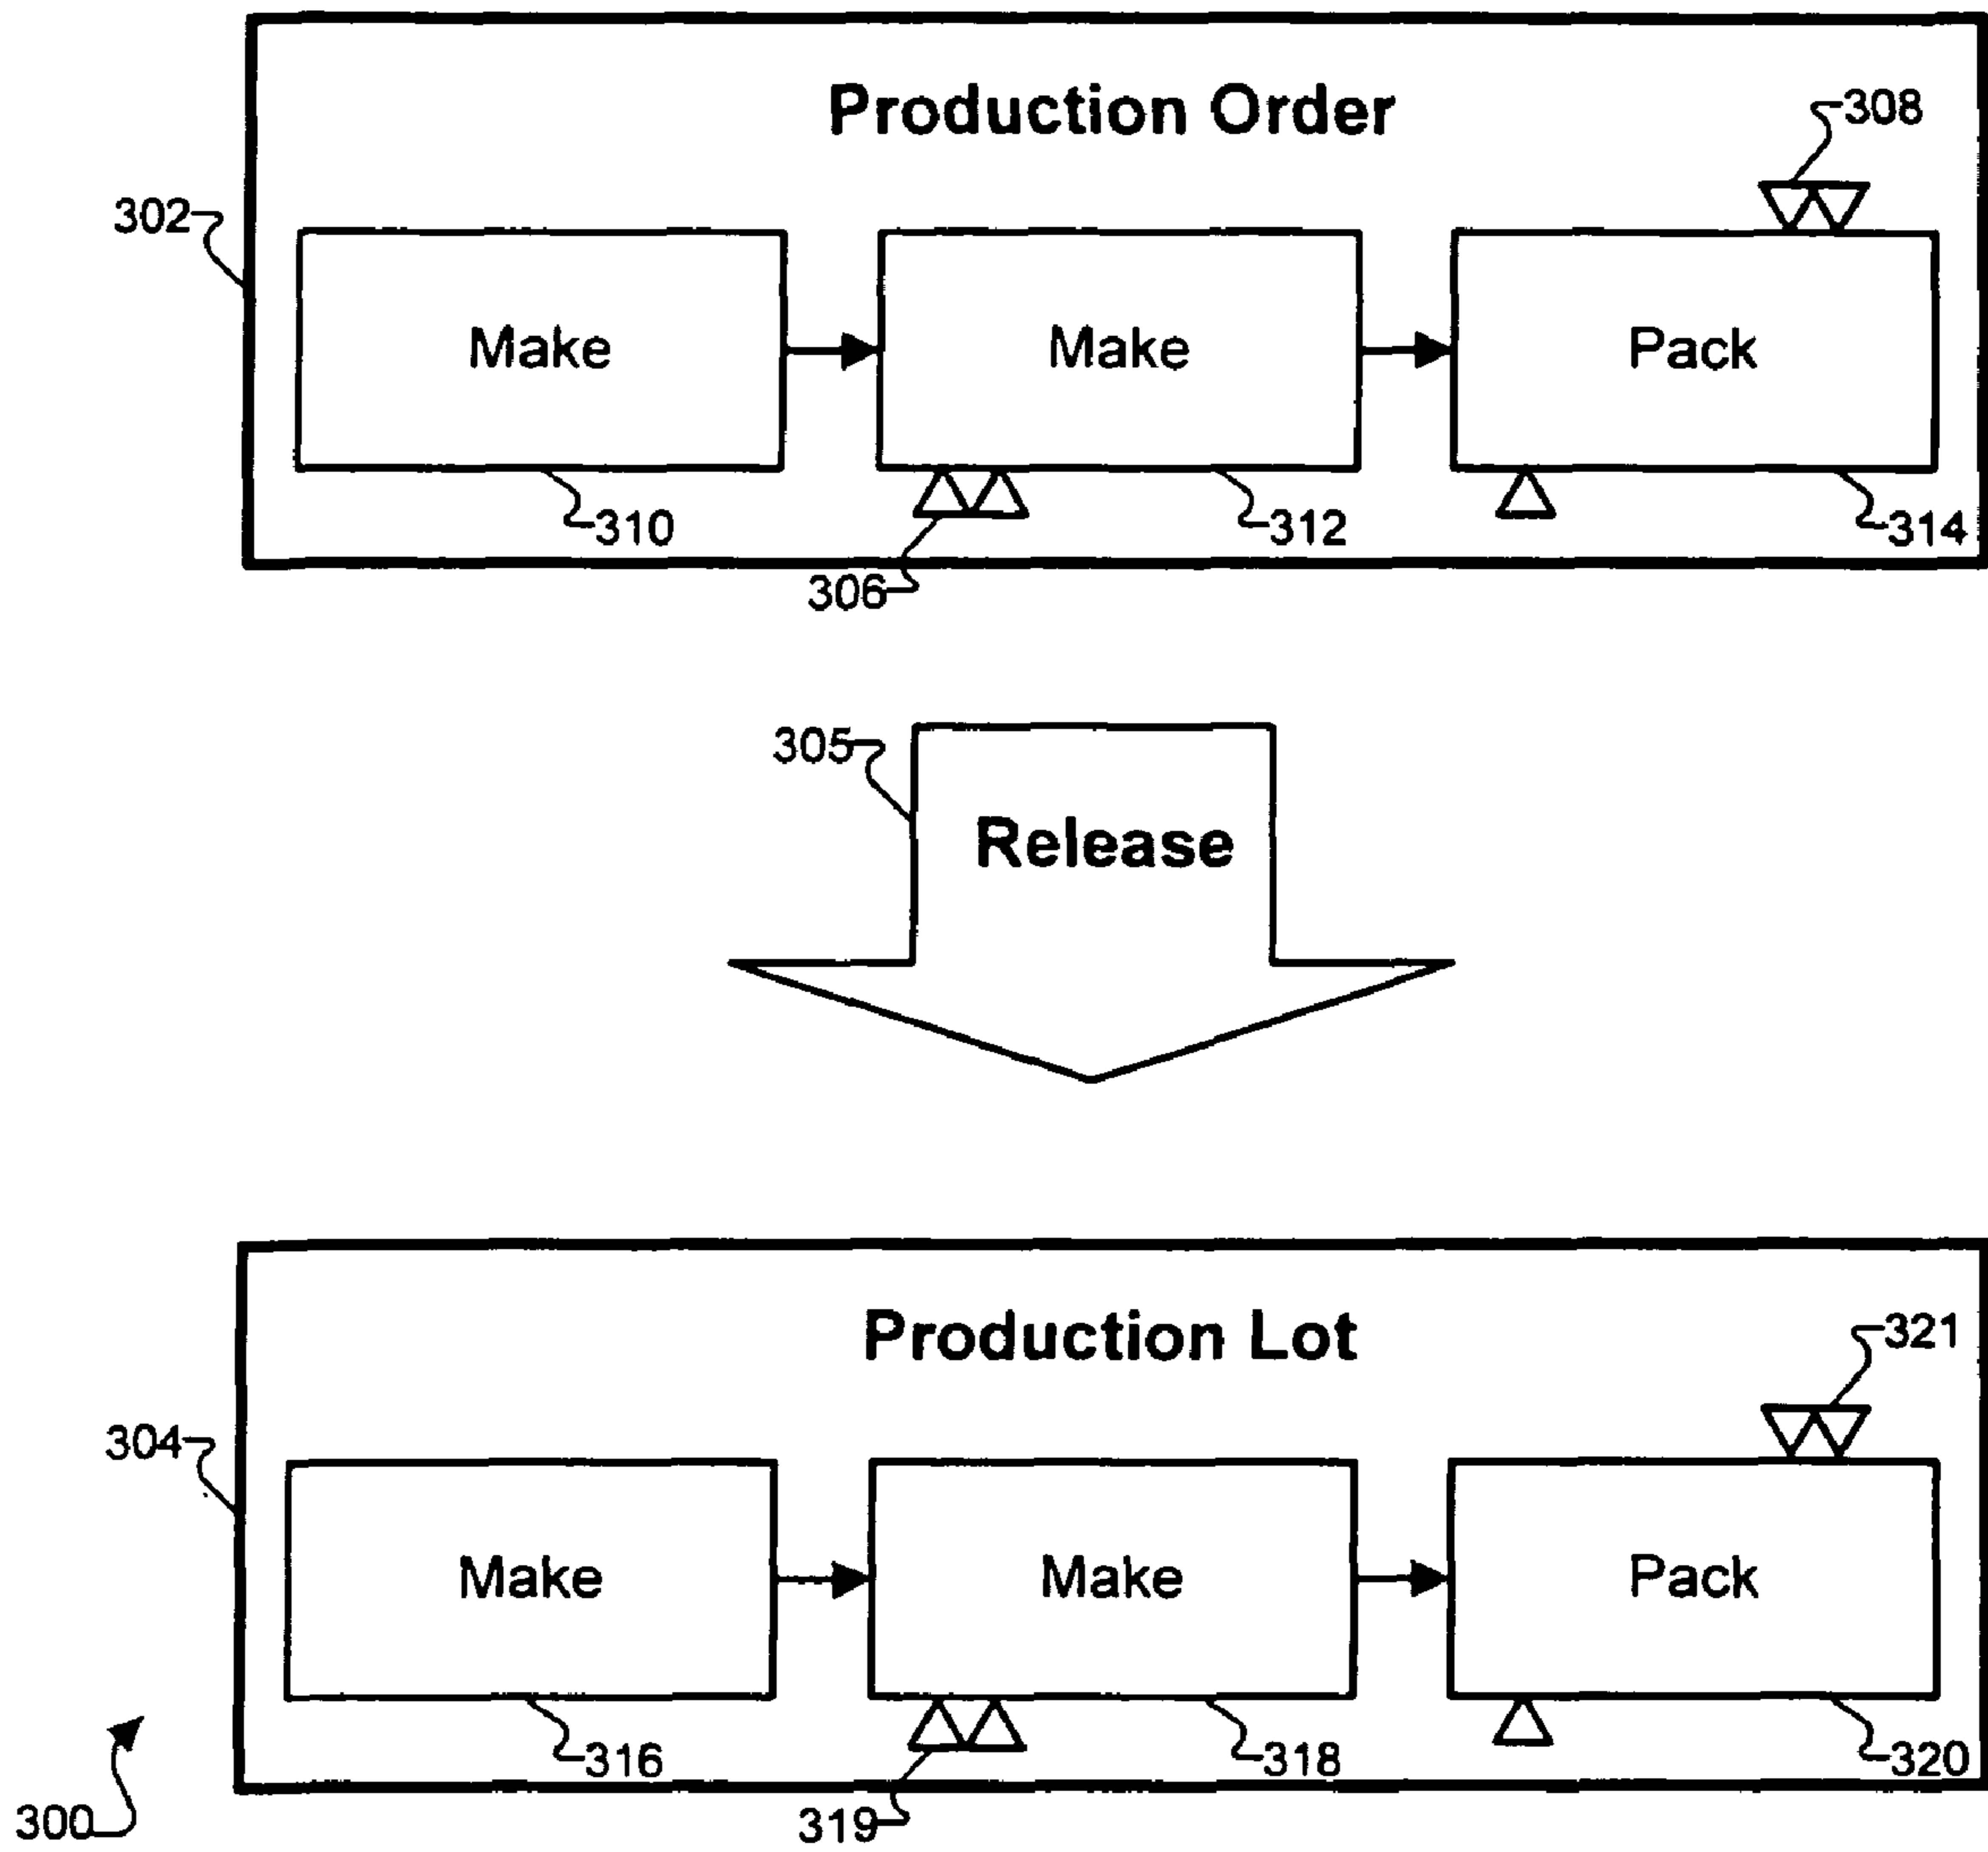 Production Order
308
302
Make
Make
Pack
310
312
314
306
305
Release
Production Lot
321
304
Make
Make
Pack
316
318
320
300
319